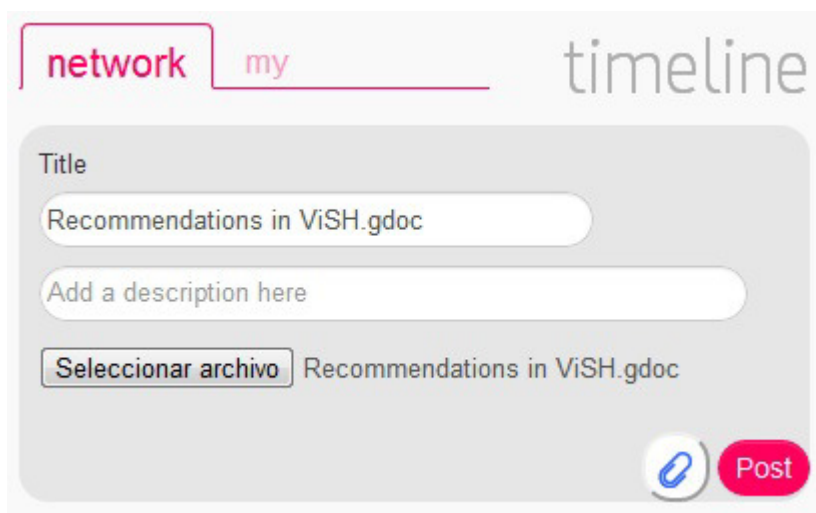 network my timeline
Title
Recommendations in ViSH.gdoc
Add a description here
Seleccionar archivo Recommendations in ViSH.gdoc
Post